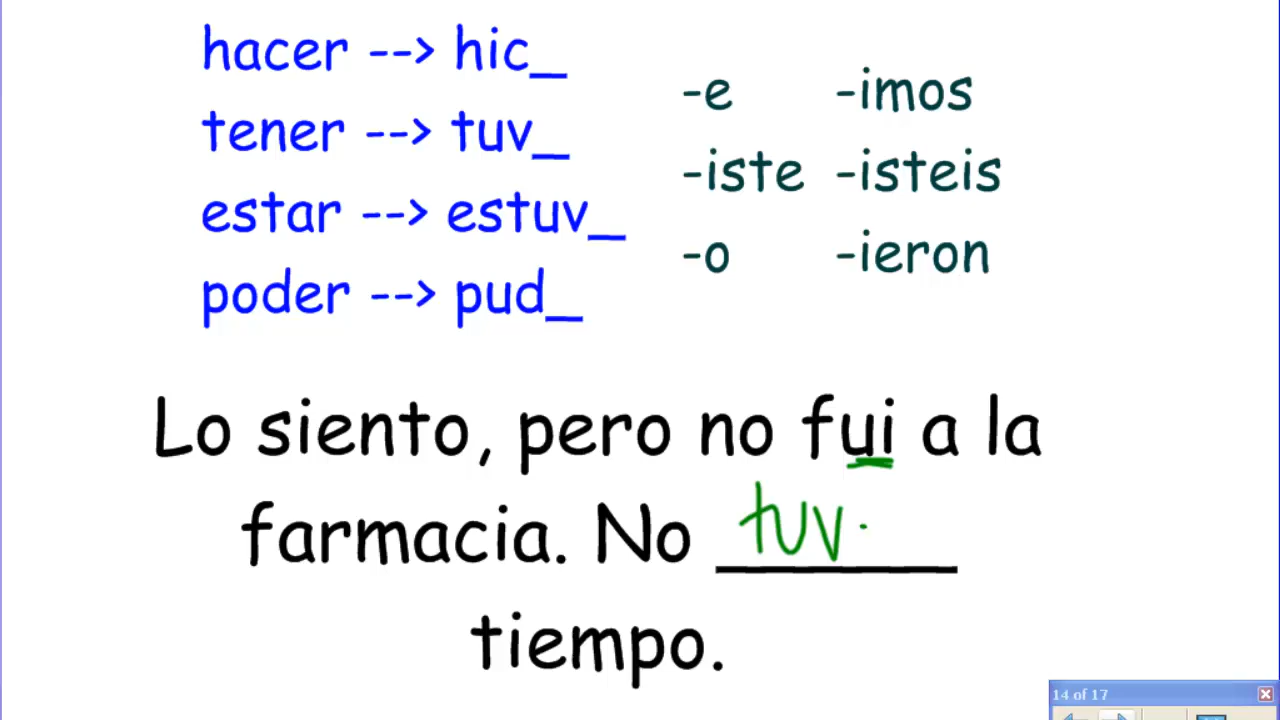 hacer --> hic_
tener --> tuv_
estar --> estuv_
poder --> pud_
-e -imos
-iste -isteis
-o -ieron
Lo siento, pero no fui a la
farmacia. No tuv
tiempo.
14 of 17